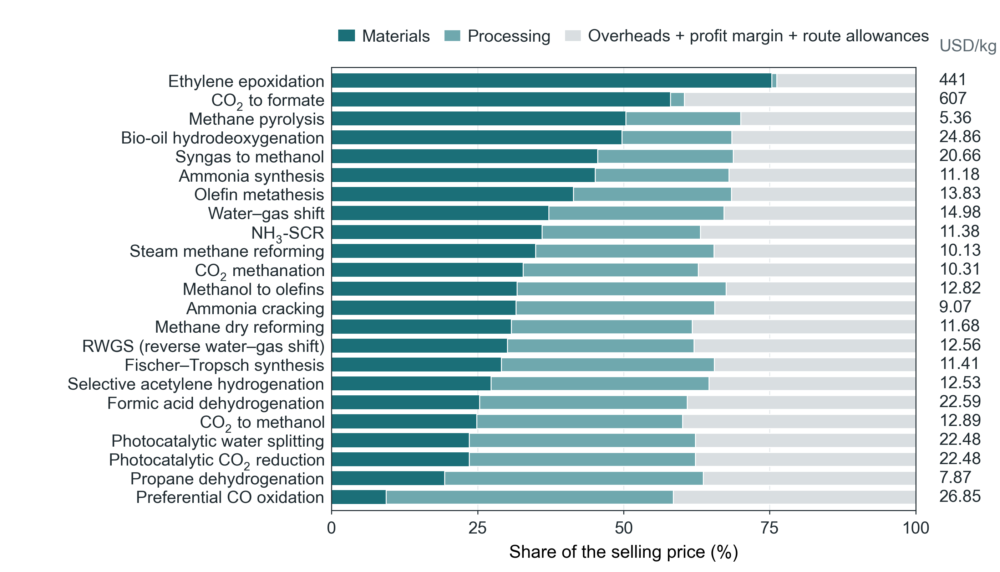 Materials Processing Overheads + profit margin + route allowances
USD/kg
Ethylene epoxidation 441
CO₂ to formate 607
Methane pyrolysis 5.36
Bio-oil hydrodeoxygenation 24.86
Syngas to methanol 20.66
Ammonia synthesis 11.18
Olefin metathesis 13.83
Water–gas shift 14.98
NH₃-SCR 11.38
Steam methane reforming 10.13
CO₂ methanation 10.31
Methanol to olefins 12.82
Ammonia cracking 9.07
Methane dry reforming 11.68
RWGS (reverse water–gas shift) 12.56
Fischer–Tropsch synthesis 11.41
Selective acetylene hydrogenation 12.53
Formic acid dehydrogenation 22.59
CO₂ to methanol 12.89
Photocatalytic water splitting 22.48
Photocatalytic CO₂ reduction 22.48
Propane dehydrogenation 7.87
Preferential CO oxidation 26.85
0 25 50 75 100
Share of the selling price (%)